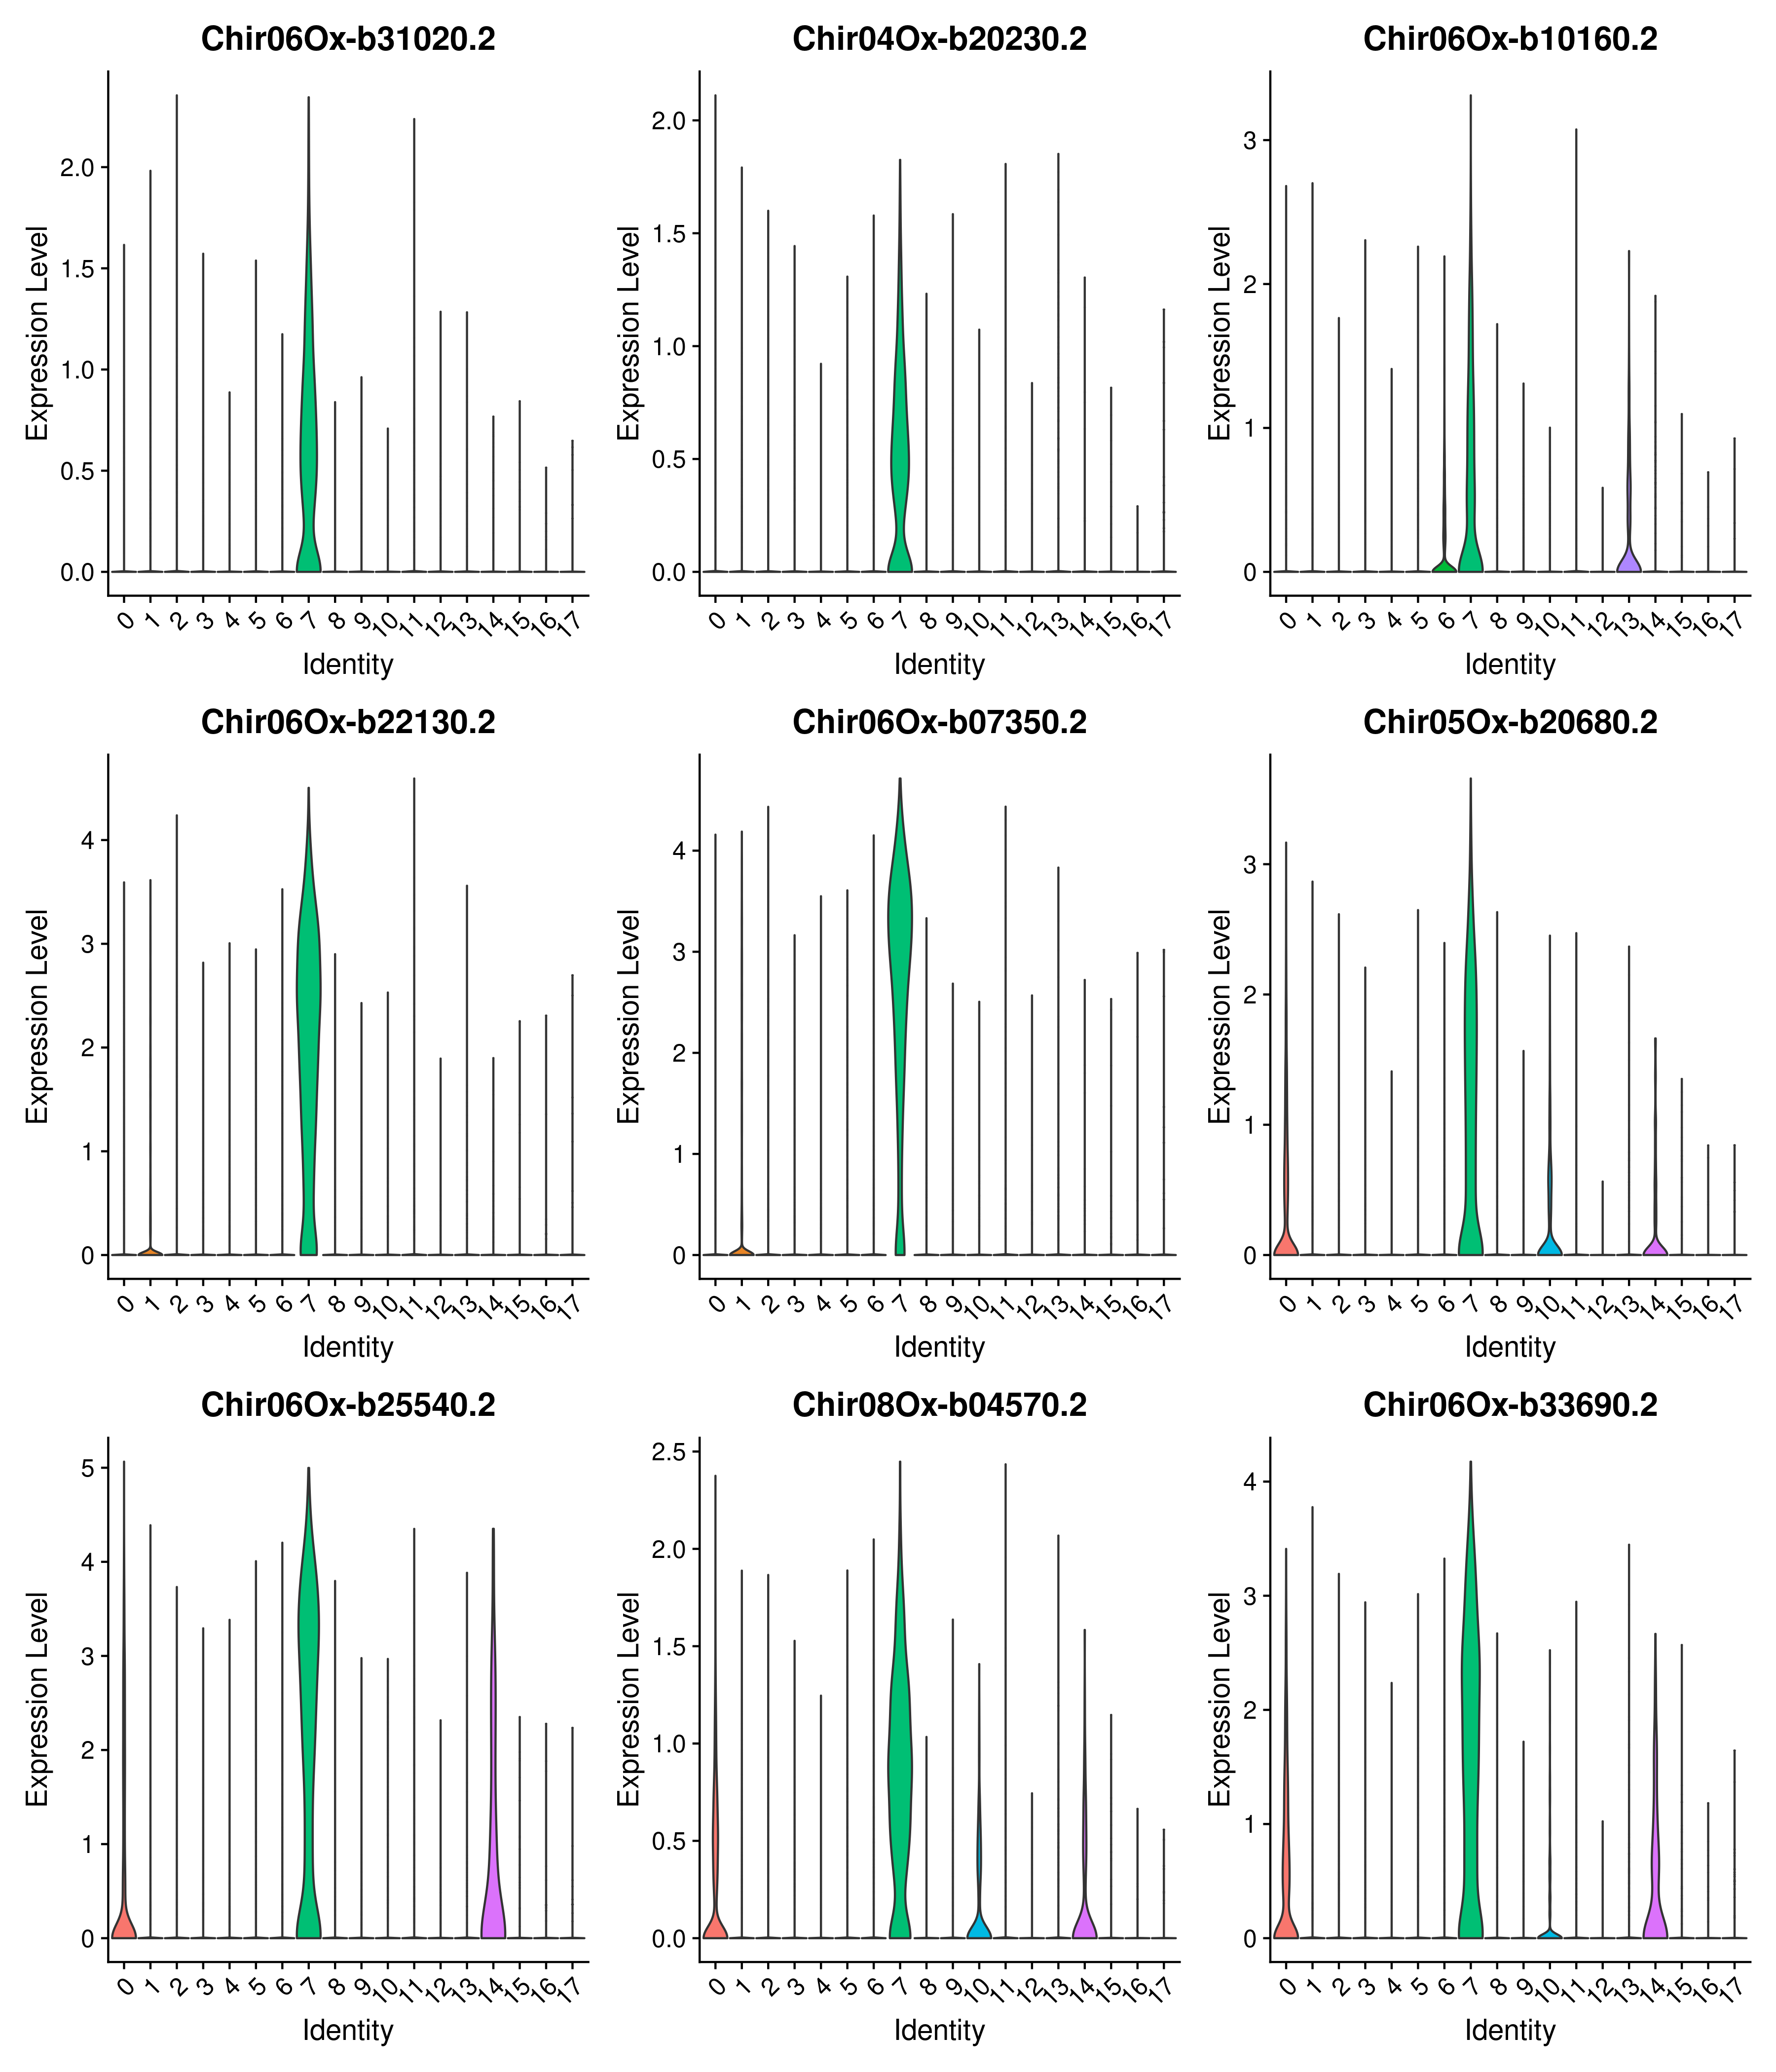 Chir06Ox-b31020.2
Expression Level
2.0
1.5
1.0
0.5
0.0
0 1 2 3 4 5 6 7 8 9 10 11 12 13 14 15 16 17
Identity
Chir04Ox-b20230.2
Expression Level
2.0
1.5
1.0
0.5
0.0
0 1 2 3 4 5 6 7 8 9 10 11 12 13 14 15 16 17
Identity
Chir06Ox-b10160.2
Expression Level
3
2
1
0
0 1 2 3 4 5 6 7 8 9 10 11 12 13 14 15 16 17
Identity
Chir06Ox-b22130.2
Expression Level
4
3
2
1
0
0 1 2 3 4 5 6 7 8 9 10 11 12 13 14 15 16 17
Identity
Chir06Ox-b07350.2
Expression Level
4
3
2
1
0
0 1 2 3 4 5 6 7 8 9 10 11 12 13 14 15 16 17
Identity
Chir05Ox-b20680.2
Expression Level
3
2
1
0
0 1 2 3 4 5 6 7 8 9 10 11 12 13 14 15 16 17
Identity
Chir06Ox-b25540.2
Expression Level
5
4
3
2
1
0
0 1 2 3 4 5 6 7 8 9 10 11 12 13 14 15 16 17
Identity
Chir08Ox-b04570.2
Expression Level
2.5
2.0
1.5
1.0
0.5
0.0
0 1 2 3 4 5 6 7 8 9 10 11 12 13 14 15 16 17
Identity
Chir06Ox-b33690.2
Expression Level
4
3
2
1
0
0 1 2 3 4 5 6 7 8 9 10 11 12 13 14 15 16 17
Identity